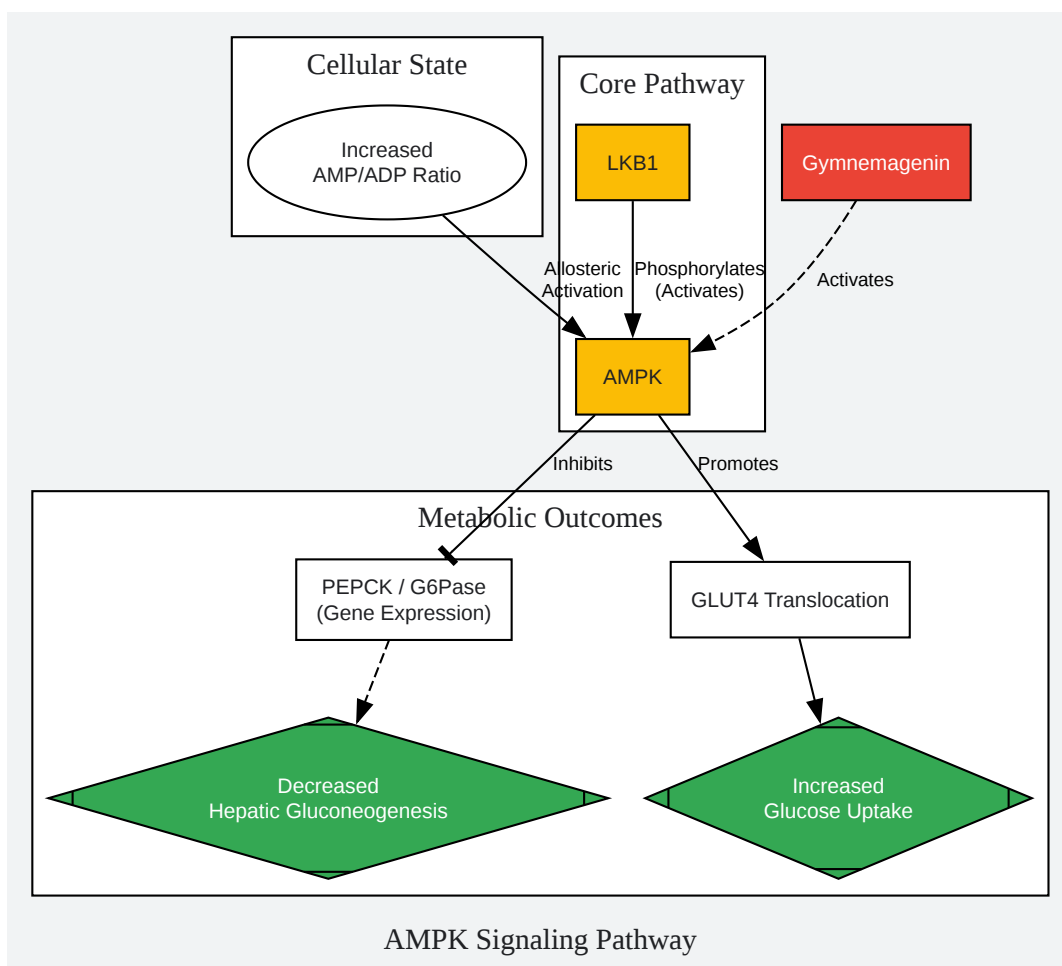 Cellular State
Increased
AMP/ADP Ratio
Core Pathway
LKB1
Gymnemagenin
Allosteric
Activation
Phosphorylates
(Activates)
Activates
AMPK
Inhibits
Promotes
Metabolic Outcomes
PEPCK / G6Pase
(Gene Expression)
GLUT4 Translocation
Decreased
Hepatic Gluconeogenesis
Increased
Glucose Uptake
AMPK Signaling Pathway